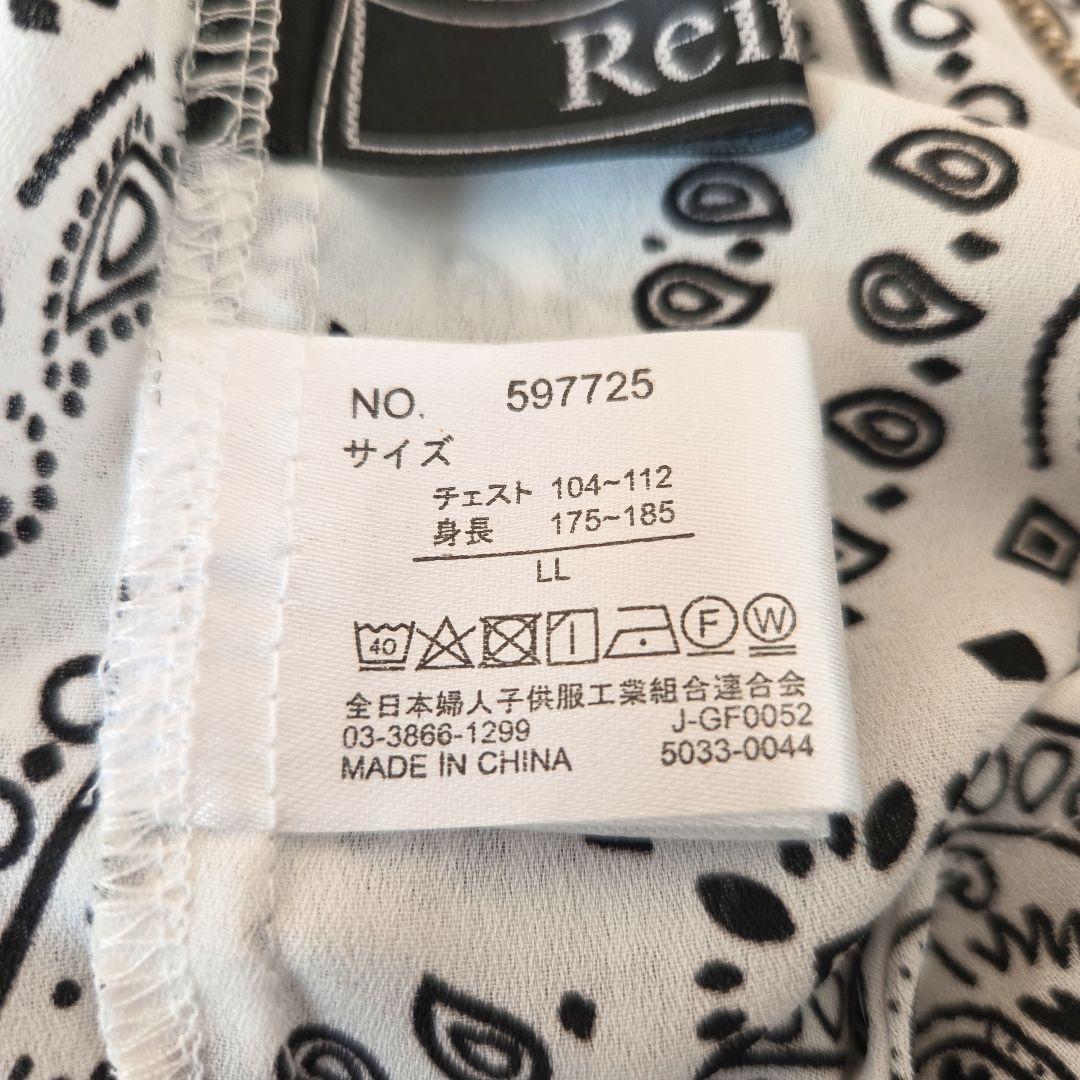 NO. 597725
サイズ
チェスト 104~112
身長 175~185
LL
40 F W
全日本婦人子供服工業組合連合会
03-3866-1299 J-GF0052
MADE IN CHINA 5033-0044